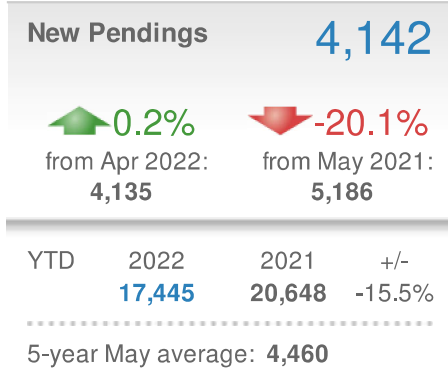 New Pendings 4,142
0.2% -20.1%
from Apr 2022: from May 2021:
4,135 5,186
YTD 2022 2021 +/-
17,445 20,648 -15.5%
5-year May average: 4,460